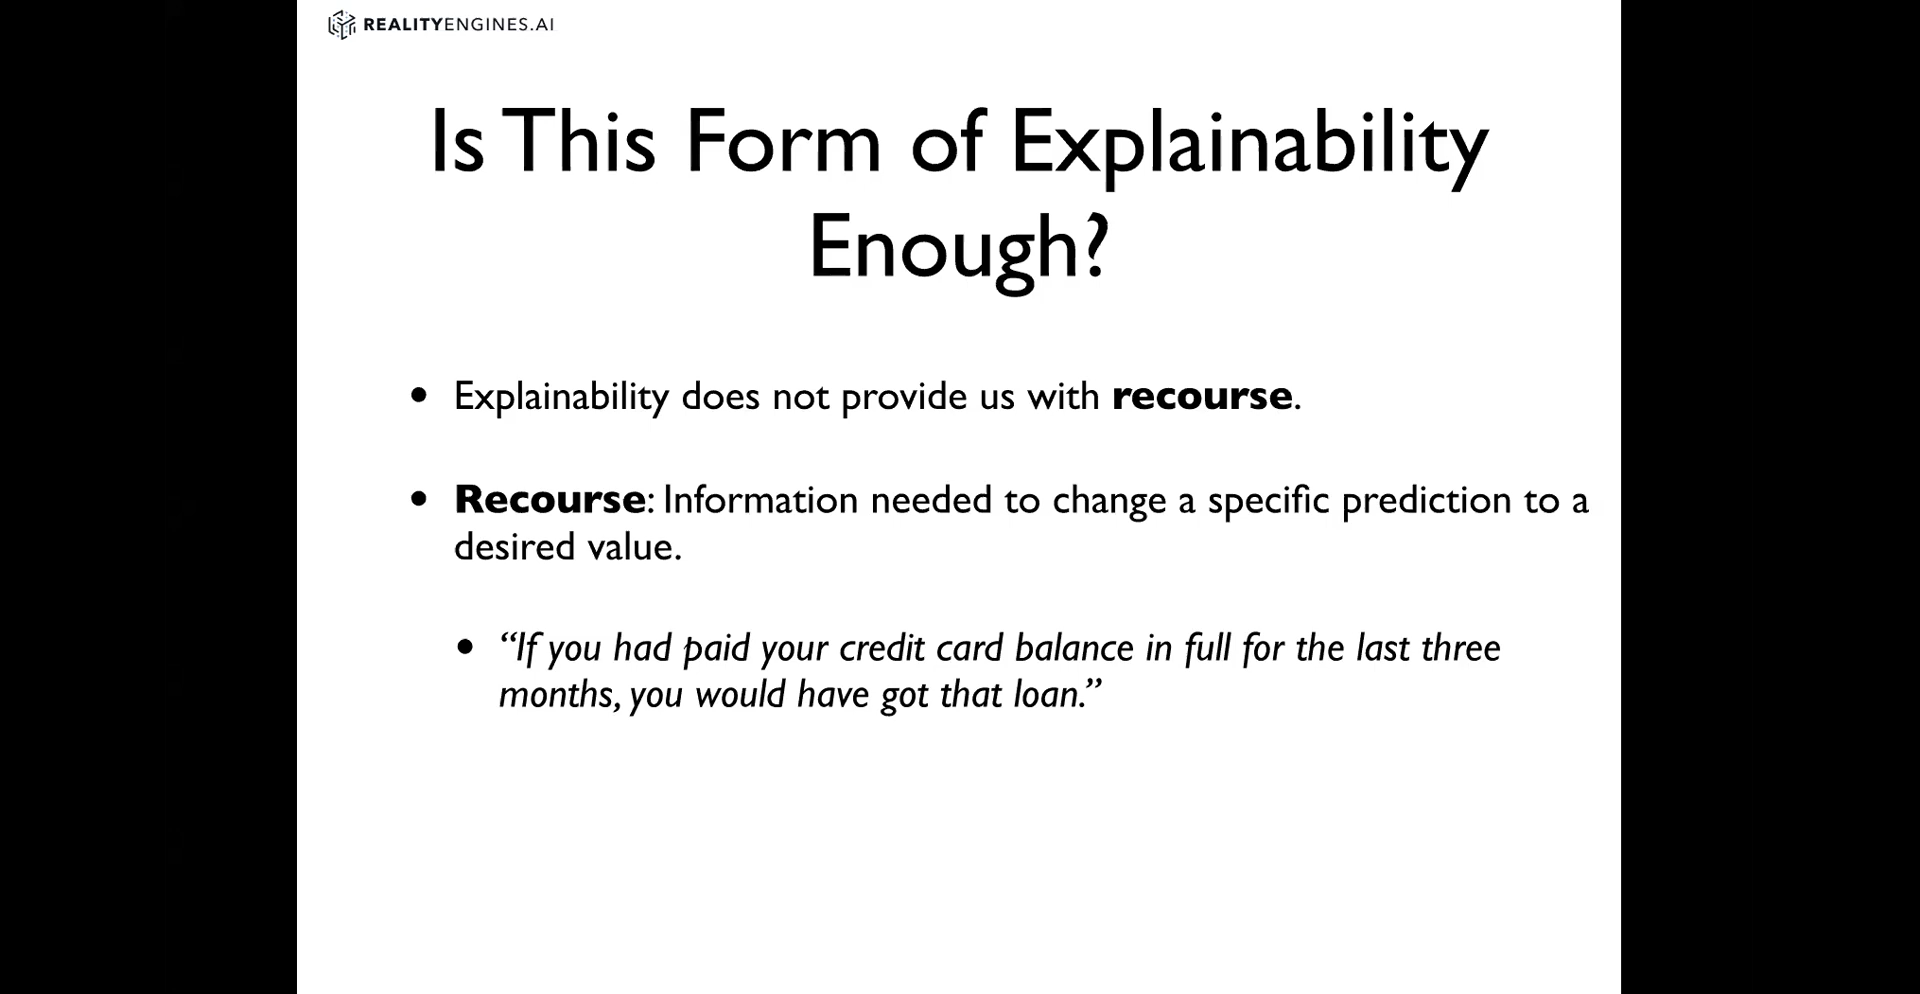 REALITYENGINES.AI
Is This Form of Explainability
Enough?
• Explainability does not provide us with recourse.
• Recourse: Information needed to change a specific prediction to a
desired value.
• “If you had paid your credit card balance in full for the last three
months, you would have got that loan.”